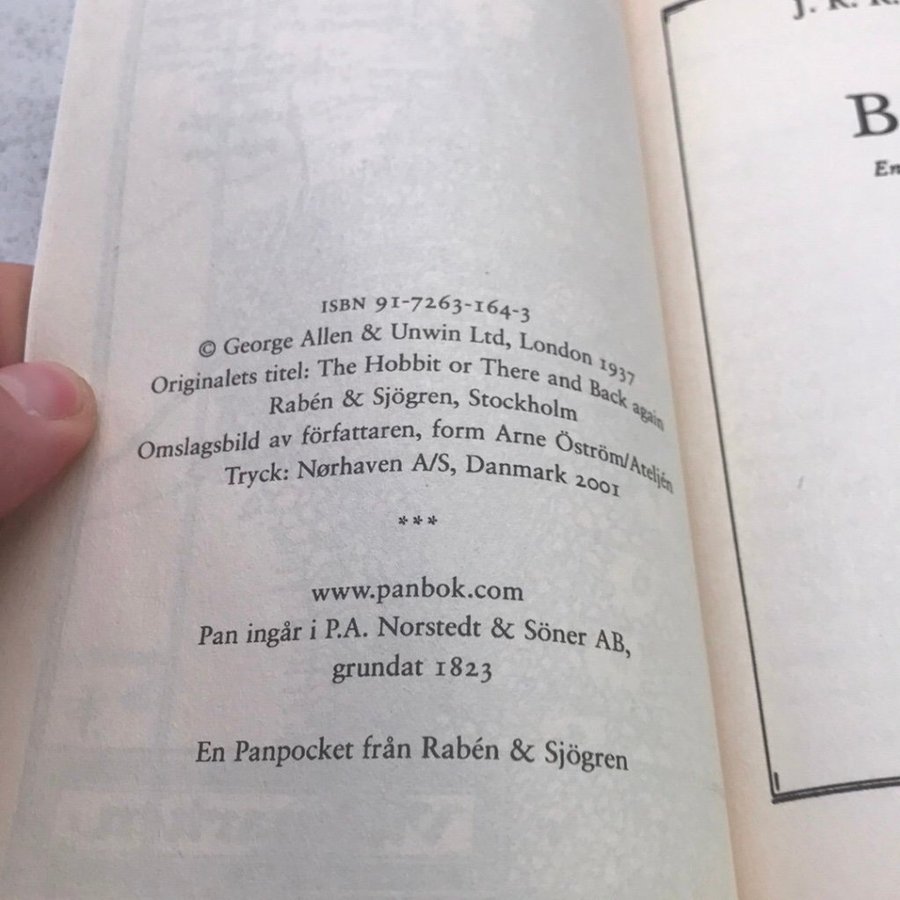 ISBN 91-7263-164-3
© George Allen & Unwin Ltd, London 1937
Originalets titel: The Hobbit or There and Back again
Rabén & Sjögren, Stockholm
Omslagsbild av författaren, form Arne Öström/Ateljén
Tryck: Nørhaven A/S, Danmark 2001
***
www.panbok.com
Pan ingår i P.A. Norstedt & Söner AB,
grundat 1823
En Panpocket från Rabén & Sjögren
J. R. R.
B
En